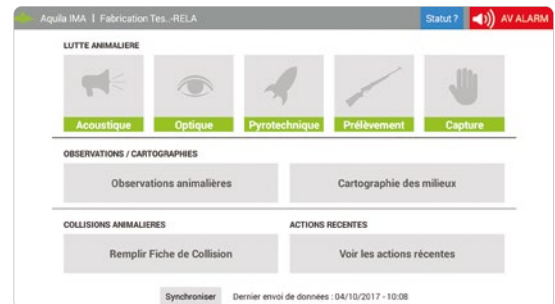 Aquila IMA | Fabrication Tes..-RELA Statut ? AV ALARM
LUTTE ANIMALIERE
Acoustique Optique Pyrotechnique Prélèvement Capture
OBSERVATIONS / CARTOGRAPHIES
Observations animalières Cartographie des milieux
COLLISIONS ANIMALIERES ACTIONS RECENTES
Remplir Fiche de Collision Voir les actions récentes
Synchroniser Dernier envoi de données : 04/10/2017 - 10:08